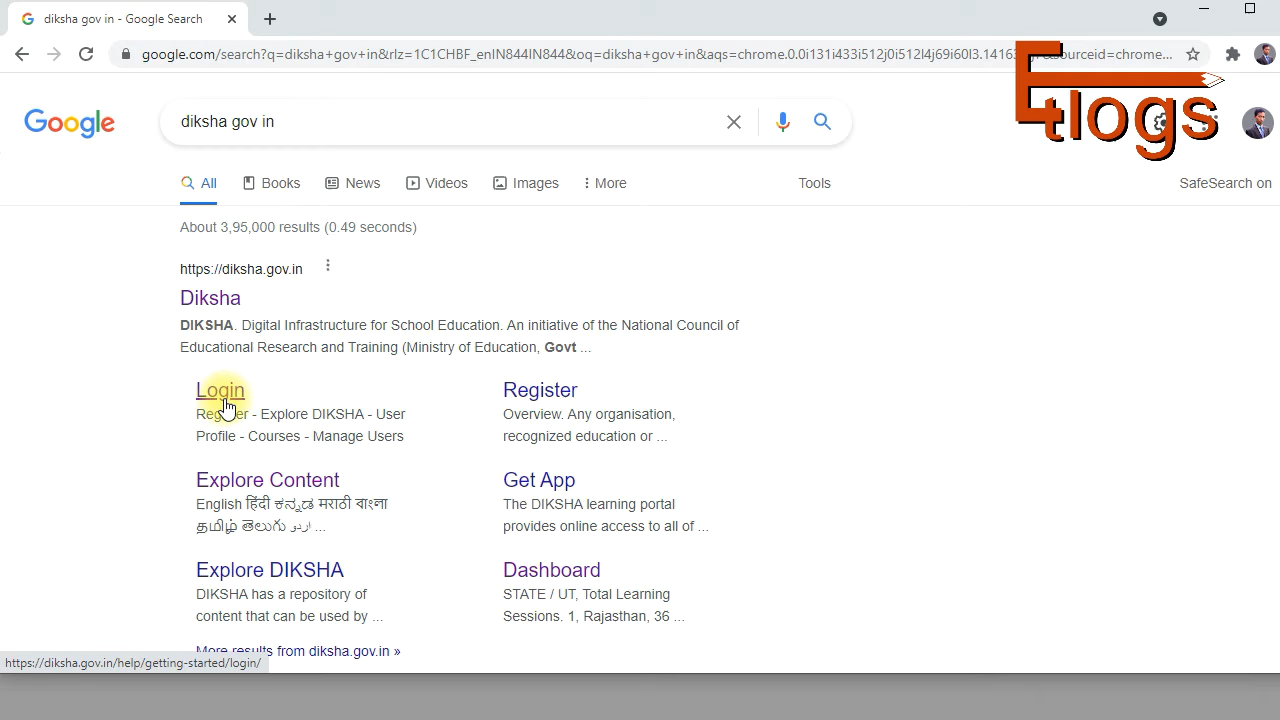 diksha gov in - Google Search
google.com/search?q=diksha+gov+in&rlz=1C1CHBF_enIN844IN844&oq=diksha+gov+in&aqs=chrome.0.0i131i433i512j0i512l4j69i60l3.1416 sourceid=chrome...
Etlogs
Google
diksha gov in
All Books News Videos Images More Tools SafeSearch on
About 3,95,000 results (0.49 seconds)
https://diksha.gov.in
Diksha
DIKSHA. Digital Infrastructure for School Education. An initiative of the National Council of
Educational Research and Training (Ministry of Education, Govt ...
Login
Register - Explore DIKSHA - User
Profile - Courses - Manage Users
Register
Overview. Any organisation,
recognized education or ...
Explore Content
English हिंदी ಕನ್ನಡ मराठी বাংলা
தமிழ் తెలుగు اردو ...
Get App
The DIKSHA learning portal
provides online access to all of ...
Explore DIKSHA
DIKSHA has a repository of
content that can be used by ...
Dashboard
STATE / UT, Total Learning
Sessions. 1, Rajasthan, 36 ...
More results from diksha.gov.in »
https://diksha.gov.in/help/getting-started/login/